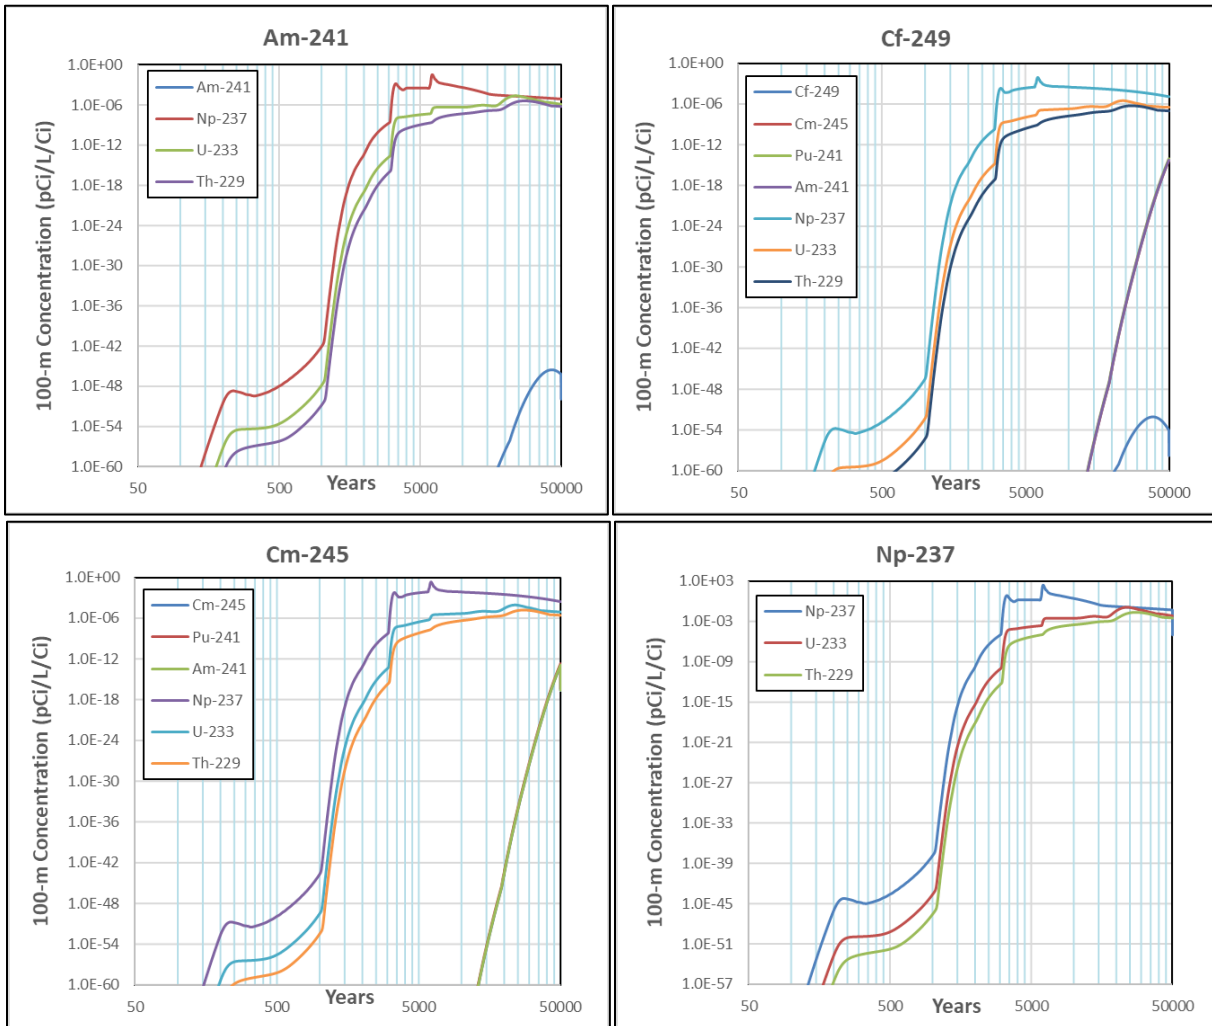 Am-241
1.0E+00
1.0E-06
1.0E-12
1.0E-18
1.0E-24
1.0E-30
1.0E-36
1.0E-42
1.0E-48
1.0E-54
1.0E-60
100-m Concentration (pCi/L/Ci)
Am-241
Np-237
U-233
Th-229
50
500
5000
50000
Years
Cf-249
1.0E+00
1.0E-06
1.0E-12
1.0E-18
1.0E-24
1.0E-30
1.0E-36
1.0E-42
1.0E-48
1.0E-54
1.0E-60
100-m Concentration (pCi/L/Ci)
Cf-249
Cm-245
Pu-241
Am-241
Np-237
U-233
Th-229
50
500
5000
50000
Years
Cm-245
1.0E+00
1.0E-06
1.0E-12
1.0E-18
1.0E-24
1.0E-30
1.0E-36
1.0E-42
1.0E-48
1.0E-54
1.0E-60
100-m Concentration (pCi/L/Ci)
Cm-245
Pu-241
Am-241
Np-237
U-233
Th-229
50
500
5000
50000
Years
Np-237
1.0E+03
1.0E-03
1.0E-09
1.0E-15
1.0E-21
1.0E-27
1.0E-33
1.0E-39
1.0E-45
1.0E-51
1.0E-57
100-m Concentration (pCi/L/Ci)
Np-237
U-233
Th-229
50
500
5000
50000
Years